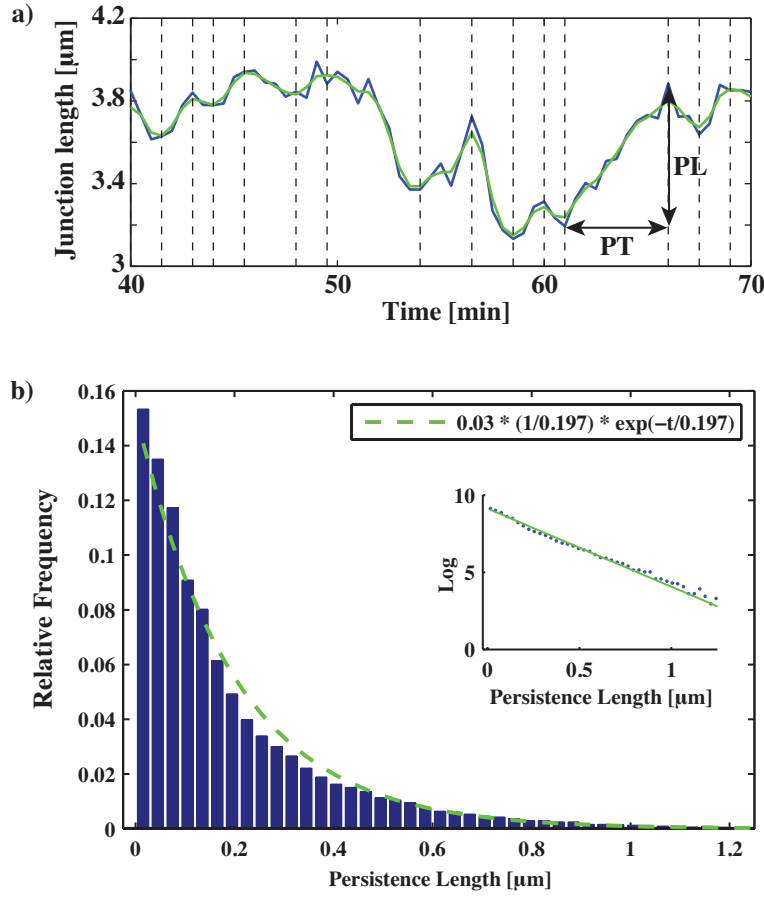 a)
4.2
3.8
3.4
3
Junction length [μm]
PL
PT
40
50
60
70
Time [min]
b)
0.16
0.14
0.12
0.1
0.08
0.06
0.04
0.02
0
Relative Frequency
0.03 * (1/0.197) * exp(−t/0.197)
10
5
0
Log
0
0.5
1
Persistence Length [μm]
0
0.2
0.4
0.6
0.8
1
1.2
Persistence Length [μm]